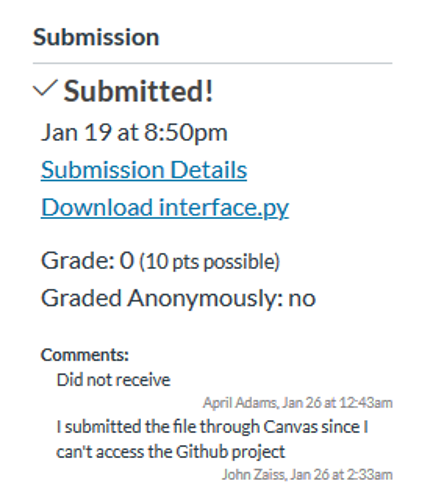 Submission
Submitted!
Jan 19 at 8:50pm
Submission Details
Download interface.py
Grade: 0 (10 pts possible)
Graded Anonymously: no
Comments:
Did not receive
April Adams, Jan 26 at 12:43am
I submitted the file through Canvas since I
can't access the Github project
John Zaiss, Jan 26 at 2:33am